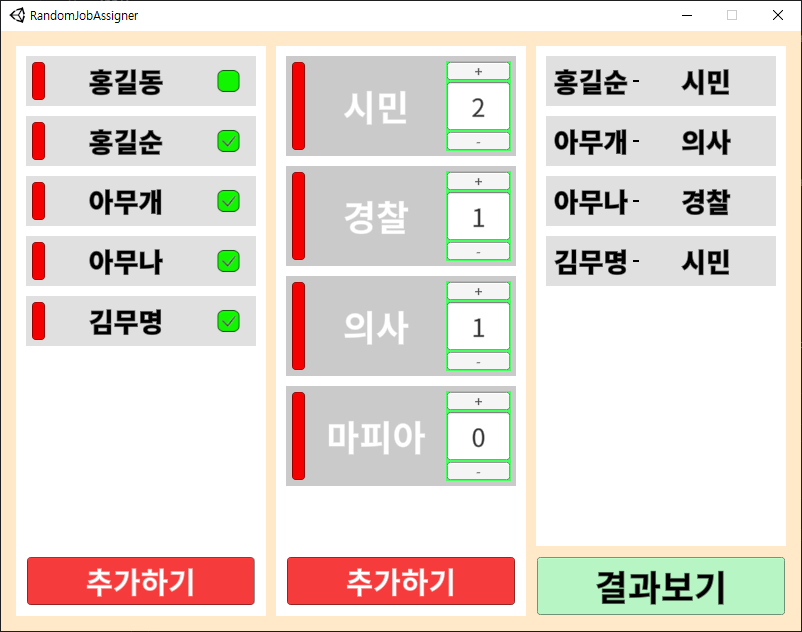 RandomJobAssigner
홍길동
홍길순
아무개
아무나
김무명
추가하기
시민
+
2
-
경찰
+
1
-
의사
+
1
-
마피아
+
0
-
추가하기
홍길순 - 시민
아무개 - 의사
아무나 - 경찰
김무명 - 시민
결과보기